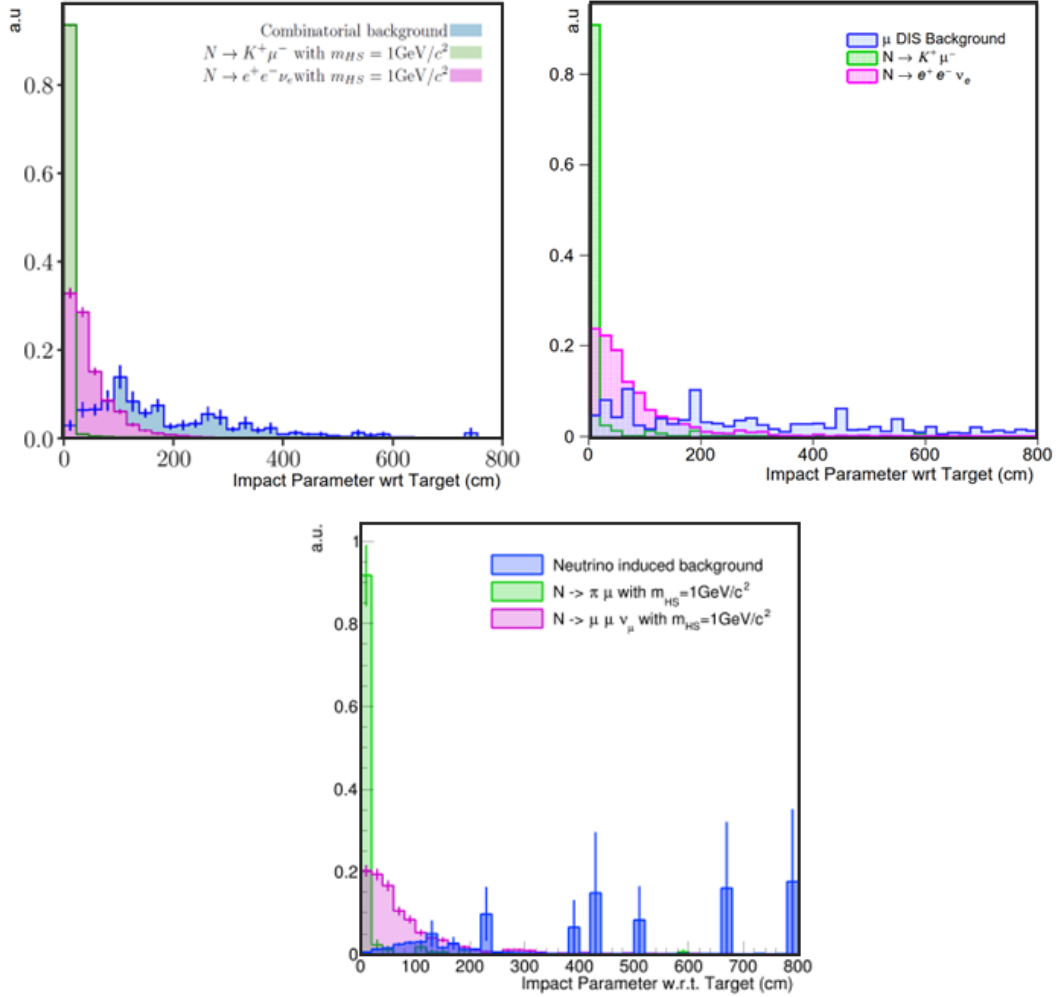 a.u
Combinatorial background
N → K⁺μ⁻ with m_HS = 1GeV/c²
N → e⁺e⁻ν_e with m_HS = 1GeV/c²
0.8
0.6
0.4
0.2
0.0
0 200 400 600 800
Impact Parameter wrt Target (cm)
a.u
μ DIS Background
N → K⁺ μ⁻
N → e⁺ e⁻ ν_e
0.8
0.6
0.4
0.2
0
0 200 400 600 800
Impact Parameter wrt Target (cm)
a.u.
Neutrino induced background
N -> π μ with m_HS=1GeV/c²
N -> μ μ ν_μ with m_HS=1GeV/c²
1
0.8
0.6
0.4
0.2
0
0 100 200 300 400 500 600 700 800
Impact Parameter w.r.t. Target (cm)